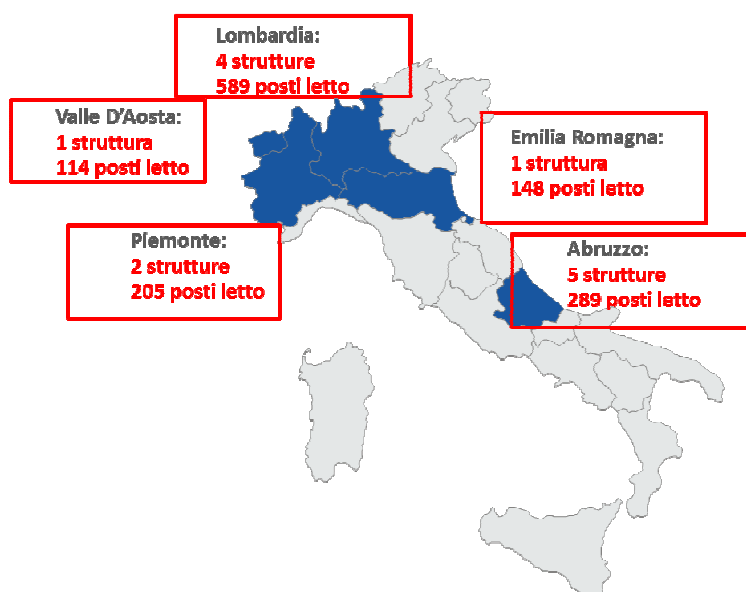 Lombardia:
4 strutture
589 posti letto
Valle D'Aosta:
1 struttura
114 posti letto
Emilia Romagna:
1 struttura
148 posti letto
Piemonte:
2 strutture
205 posti letto
Abruzzo:
5 strutture
289 posti letto